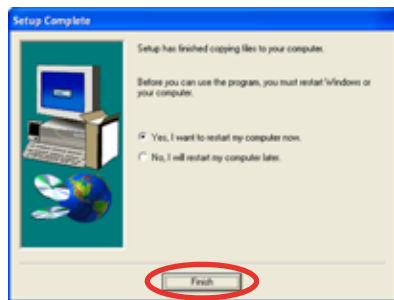 Setup Complete
Setup has finished copying files to your computer.
Before you can use the program, you must restart Windows or
your computer.
Yes, I want to restart my computer now.
No, I will restart my computer later.
Finish